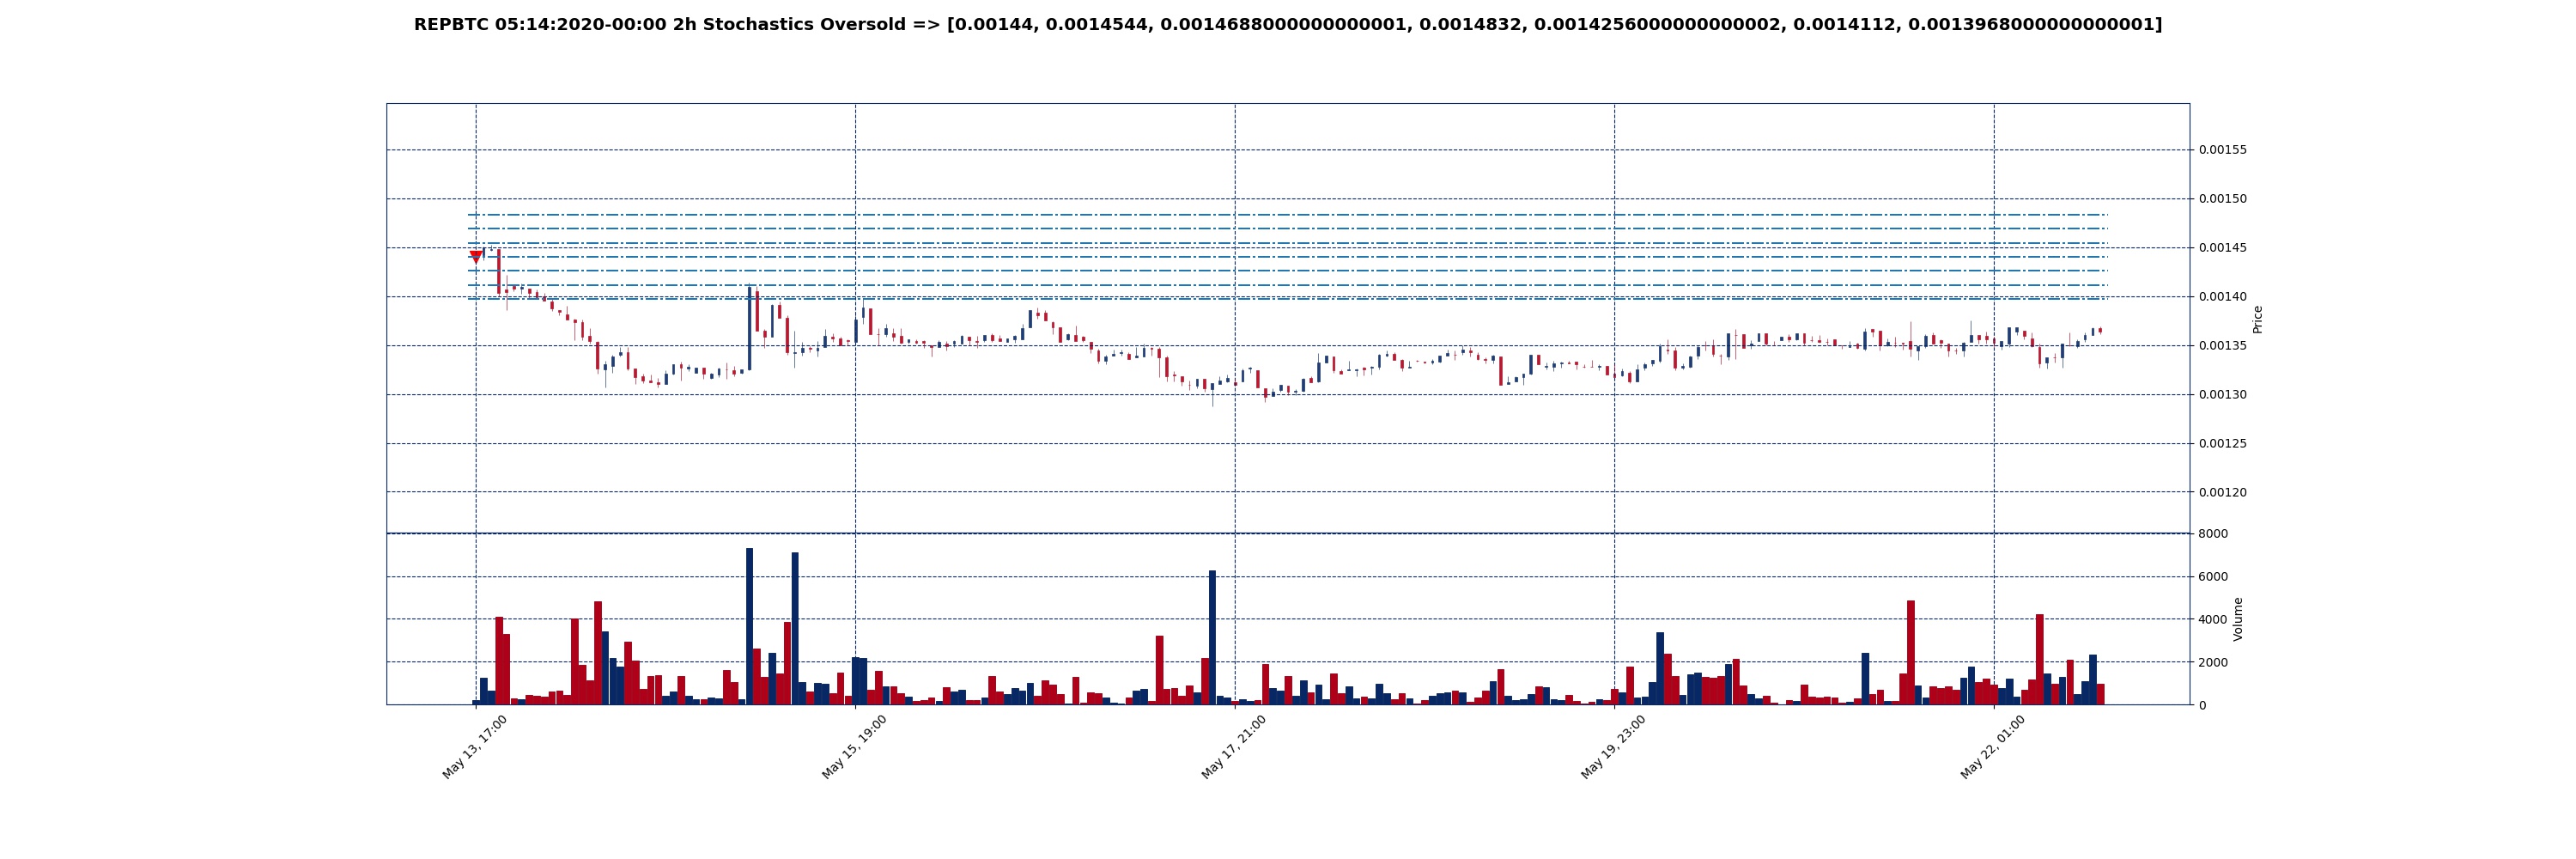 REPBTC 05:14:2020-00:00 2h Stochastics Oversold => [0.00144, 0.0014544, 0.0014688000000000001, 0.0014832, 0.0014256000000000002, 0.0014112, 0.0013968000000000001]
0.00155
0.00150
0.00145
0.00140
0.00135
0.00130
0.00125
0.00120
Price
8000
6000
4000
2000
0
Volume
May 13, 17:00
May 15, 19:00
May 17, 21:00
May 19, 23:00
May 22, 01:00